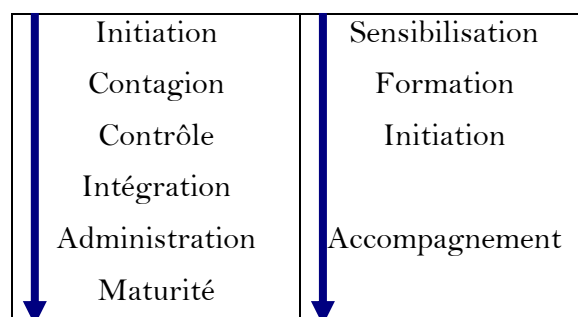 Initiation
Contagion
Contrôle
Intégration
Administration
Maturité
Sensibilisation
Formation
Initiation
Accompagnement